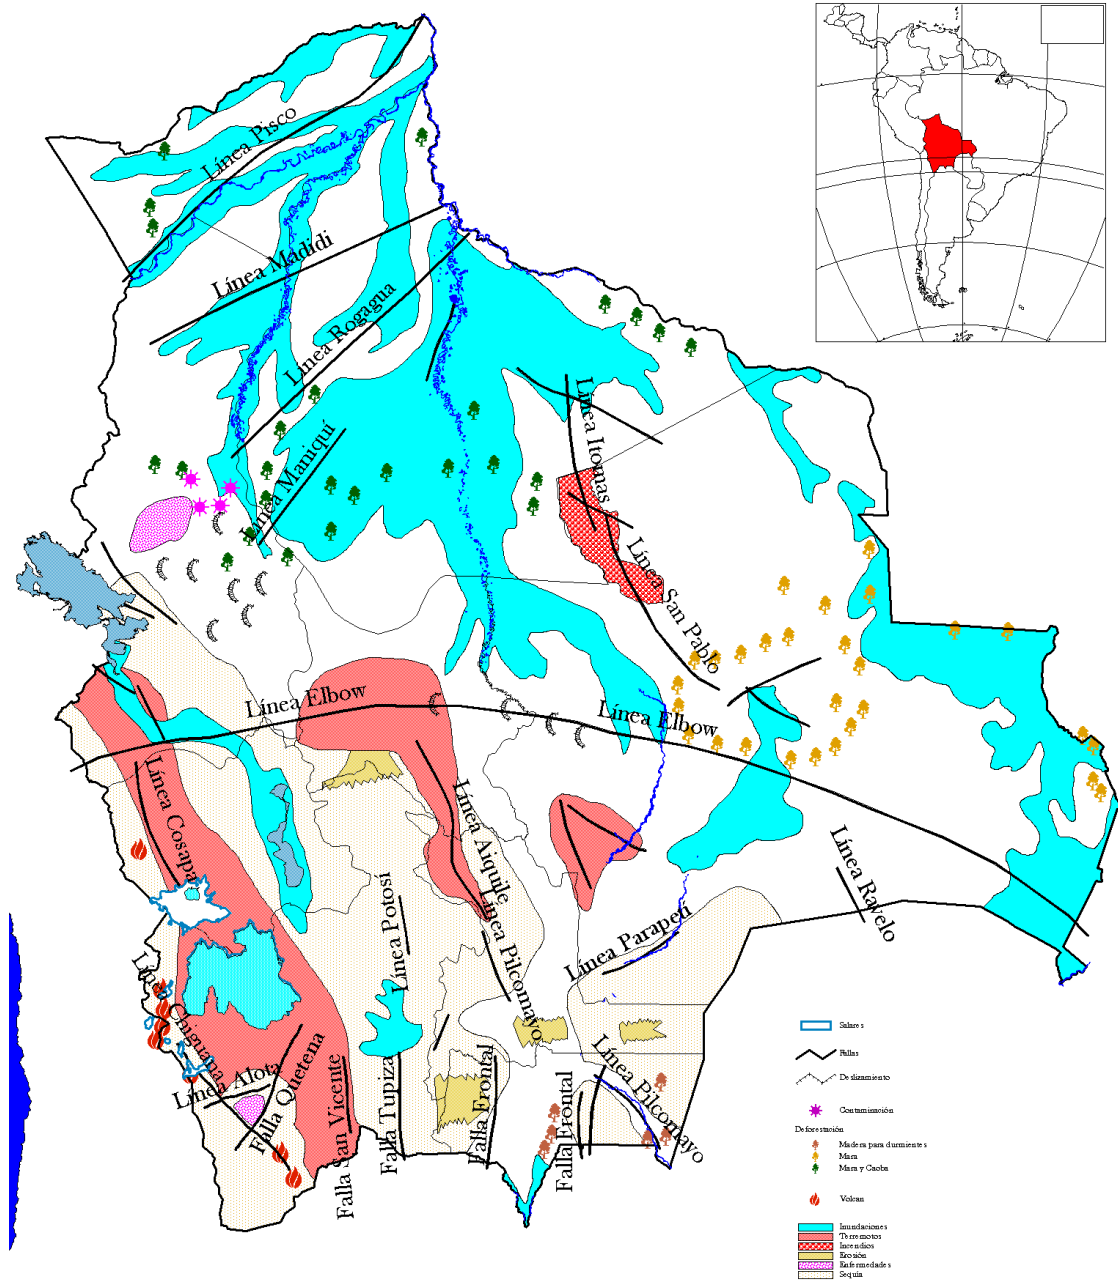 Línea Pisco
Línea Madidi
Línea Rogagua
Línea Maniquí
Línea Itomas
Línea San Pablo
Línea Elbow
Línea Elbow
Línea Cosapa
Línea Aiquile
Línea Potosí
Línea Pilcomayo
Línea Parapetí
Línea Ravelo
Línea Chiguana
Línea Alota
Falla Quetena
Falla San Vicente
Falla Tupiza
Falla Frontal
Falla Frontal
Línea Pilcomayo
Salares
Fallas
Deslizamiento
Contaminación
Deforestación
Madera para durmientes
Mara
Mara y Caoba
Volcan
Inundaciones
Terremotos
Incendios
Erosión
Enfermedades
Sequía